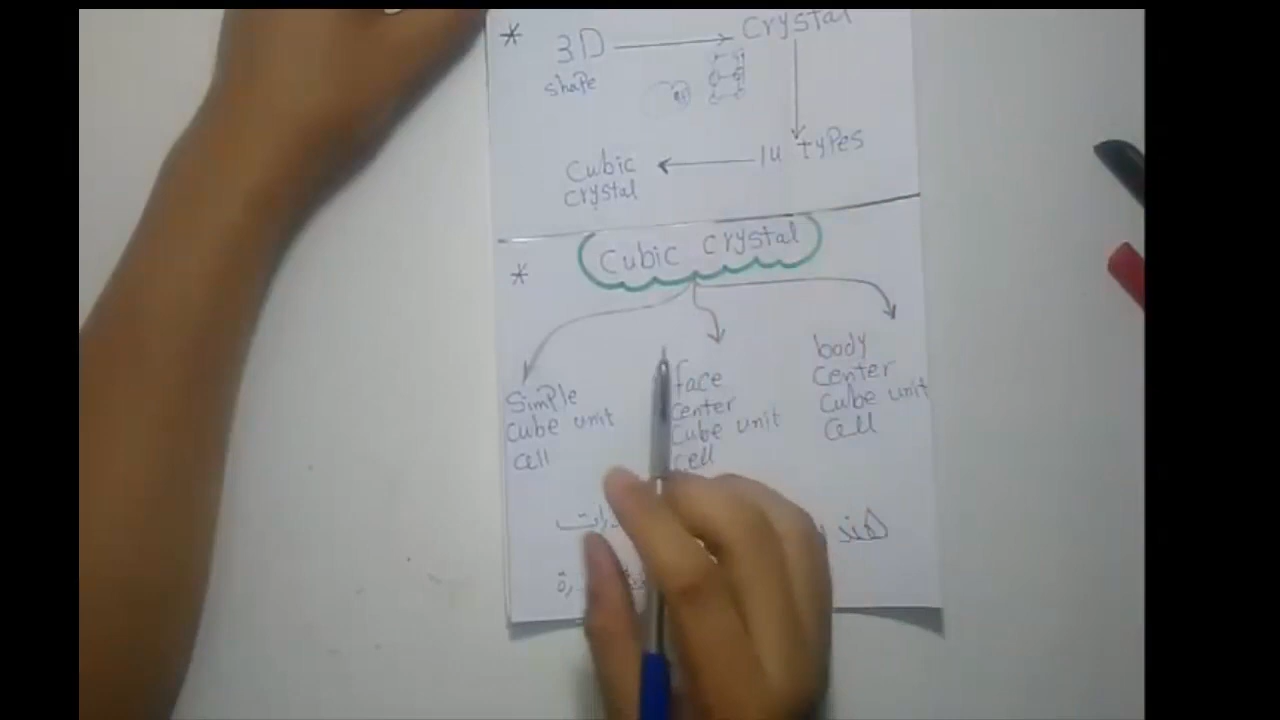 * 3D → Crystal
shape
14 types
Cubic
crystal
* Cubic crystal
Simple
cube unit
cell
face
center
cube unit
cell
body
center
cube unit
cell